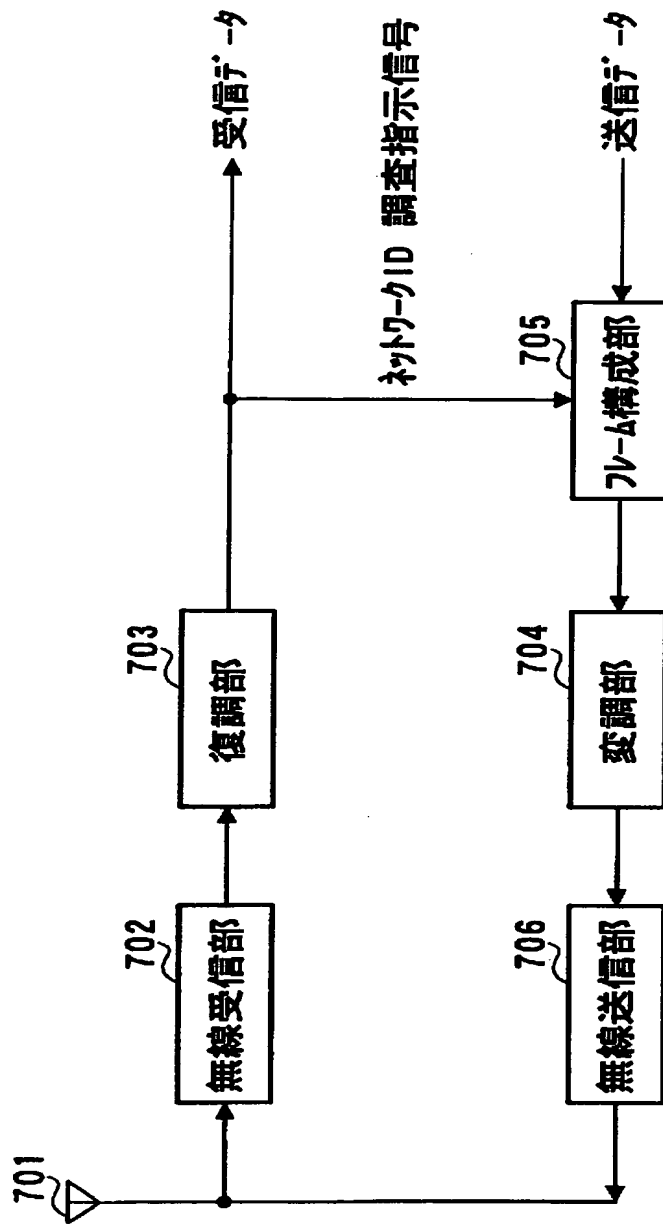 701
702
無線受信部
703
復調部
受信データ
ネットワークID 調査指示信号
706
無線送信部
704
変調部
705
フレーム構成部
送信データ